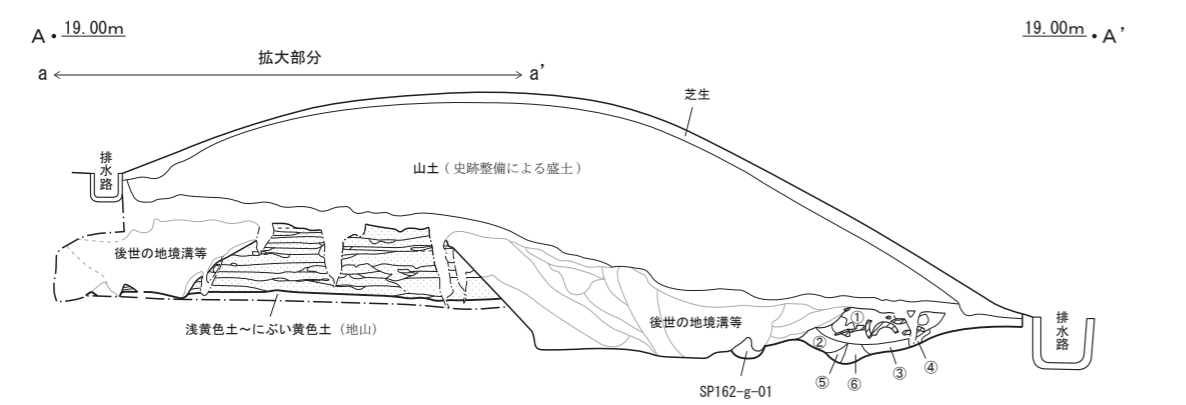 A・19.00m
19.00m・A’
拡大部分
a a’
芝生
排水路
山土(史跡整備による盛土)
後世の地境溝等
浅黄色土~にぶい黄色土(地山)
後世の地境溝等
SP162-g-01
①
②
⑤
⑥
③
④
排水路